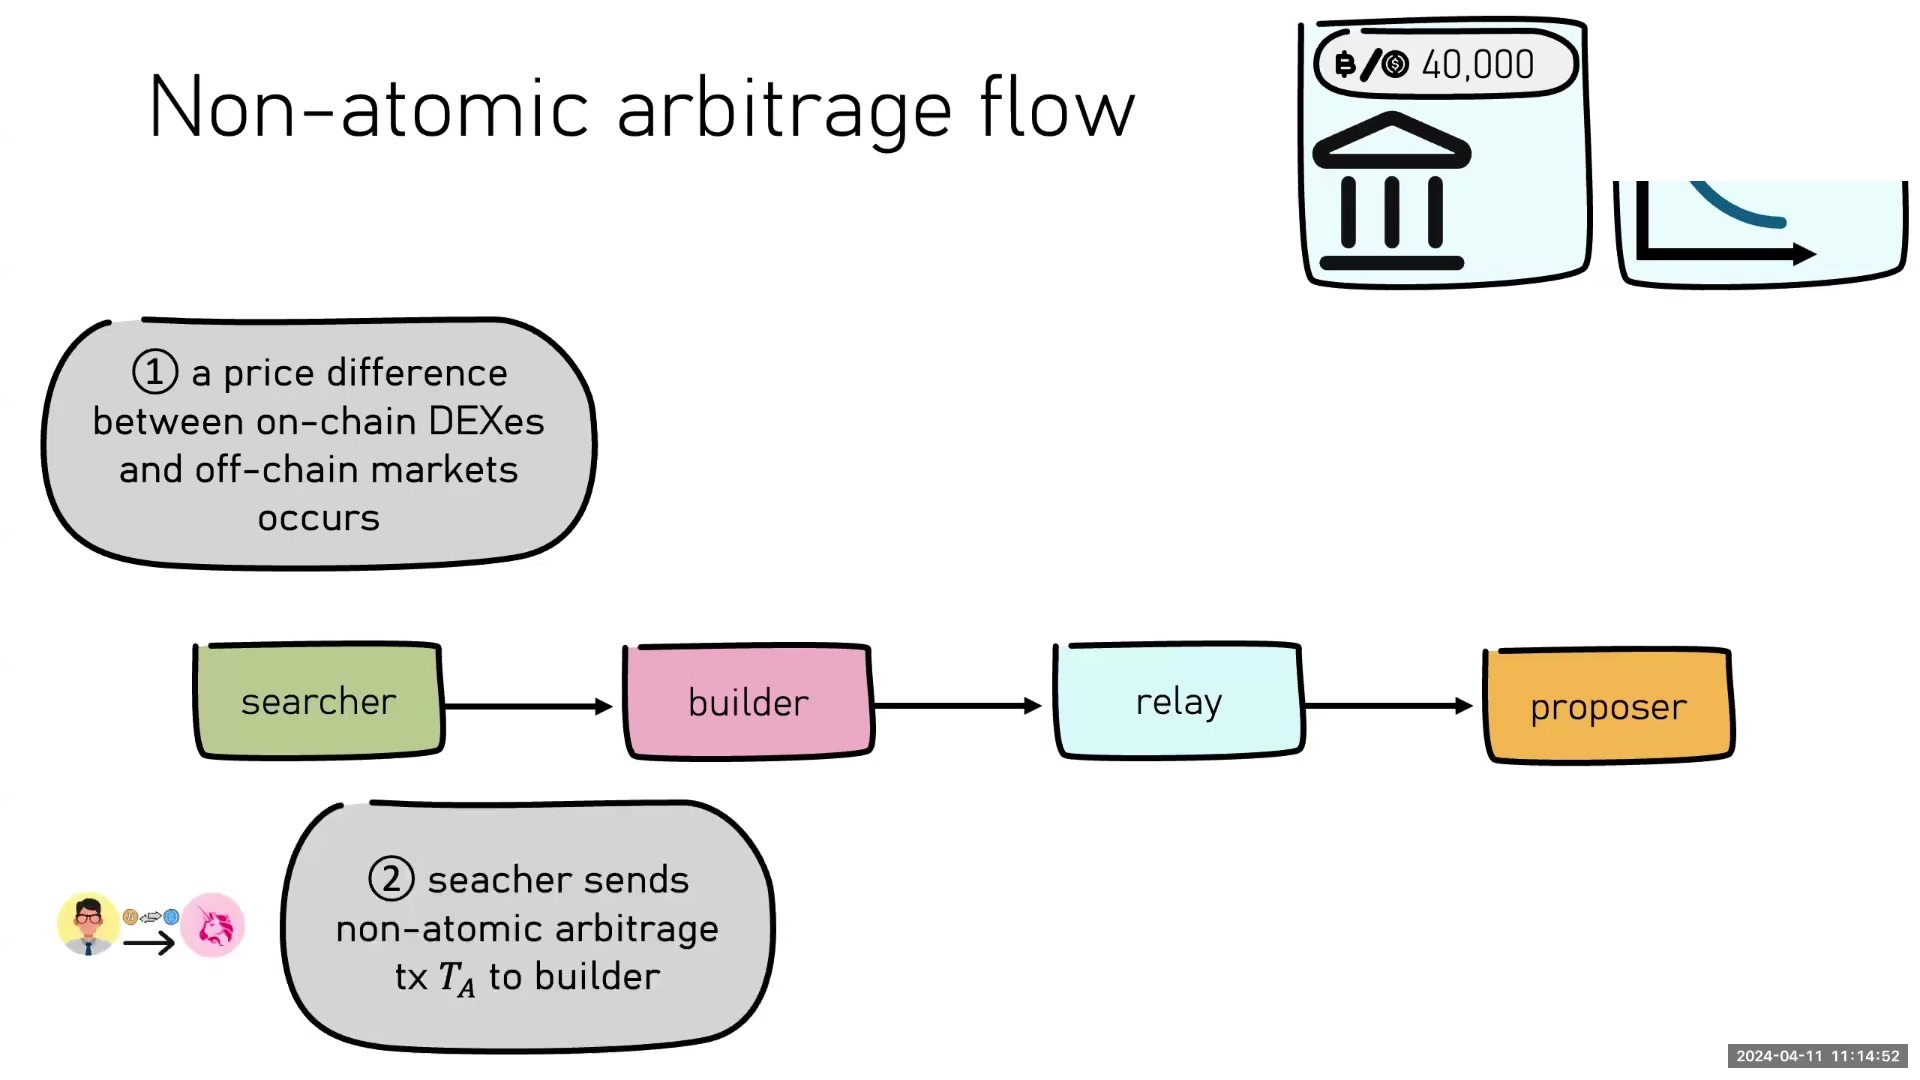 Non-atomic arbitrage flow
₿/$ 40,000
① a price difference
between on-chain DEXes
and off-chain markets
occurs
searcher
builder
relay
proposer
② seacher sends
non-atomic arbitrage
tx T_A to builder
2024-04-11 11:14:52